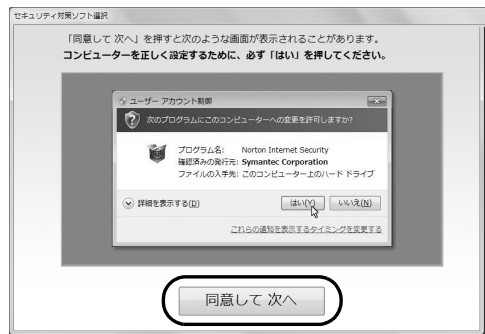 セキュリティ対策ソフト選択
「同意して 次へ」を押すと次のような画面が表示されることがあります。
コンピューターを正しく設定するために、必ず「はい」を押してください。
ユーザー アカウント制御
次のプログラムにこのコンピューターへの変更を許可しますか?
プログラム名: Norton Internet Security
確認済みの発行元: Symantec Corporation
ファイルの入手先: このコンピューター上のハード ドライブ
詳細を表示する(D)
はい(Y)
いいえ(N)
これらの通知を表示するタイミングを変更する
同意して 次へ